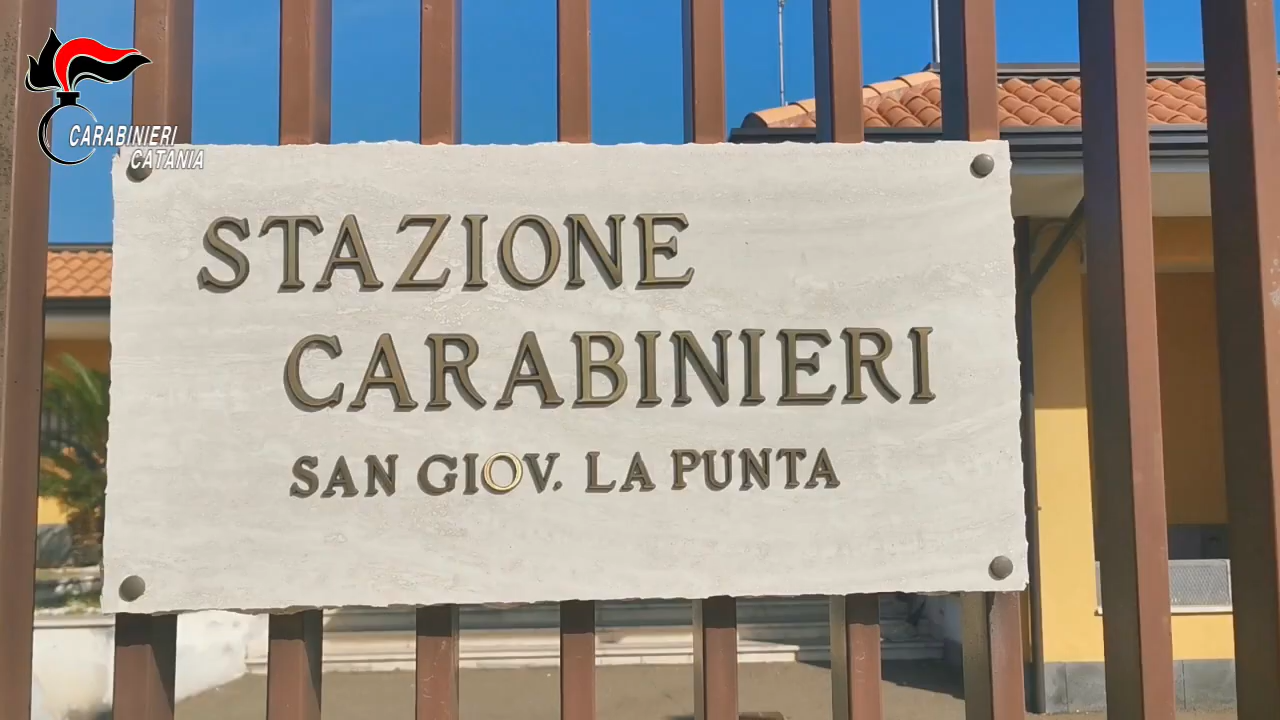 CARABINIERI
CATANIA
STAZIONE
CARABINIERI
SAN GIOV. LA PUNTA